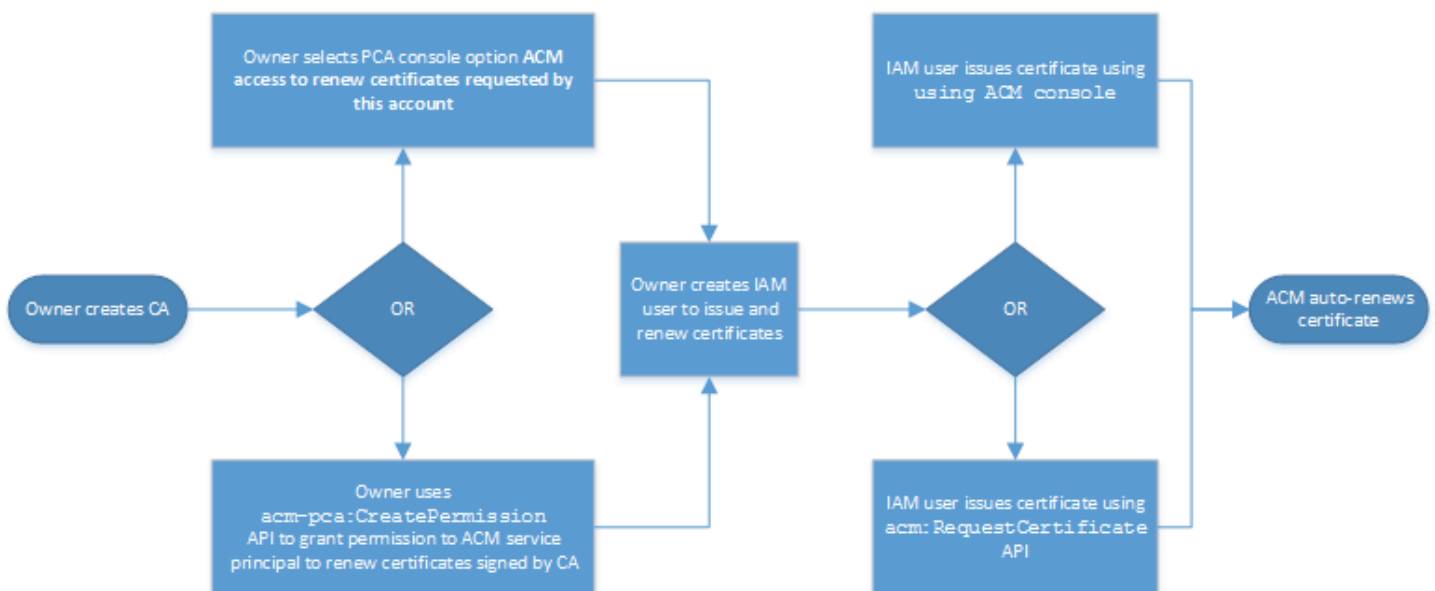 Owner creates CA
OR
Owner selects PCA console option ACM
access to renew certificates requested by
this account
Owner uses
acm-pca:CreatePermission
API to grant permission to ACM service
principal to renew certificates signed by CA
Owner creates IAM
user to issue and
renew certificates
OR
IAM user issues certificate using
using ACM console
IAM user issues certificate using
acm:RequestCertificate
API
ACM auto-renews
certificate